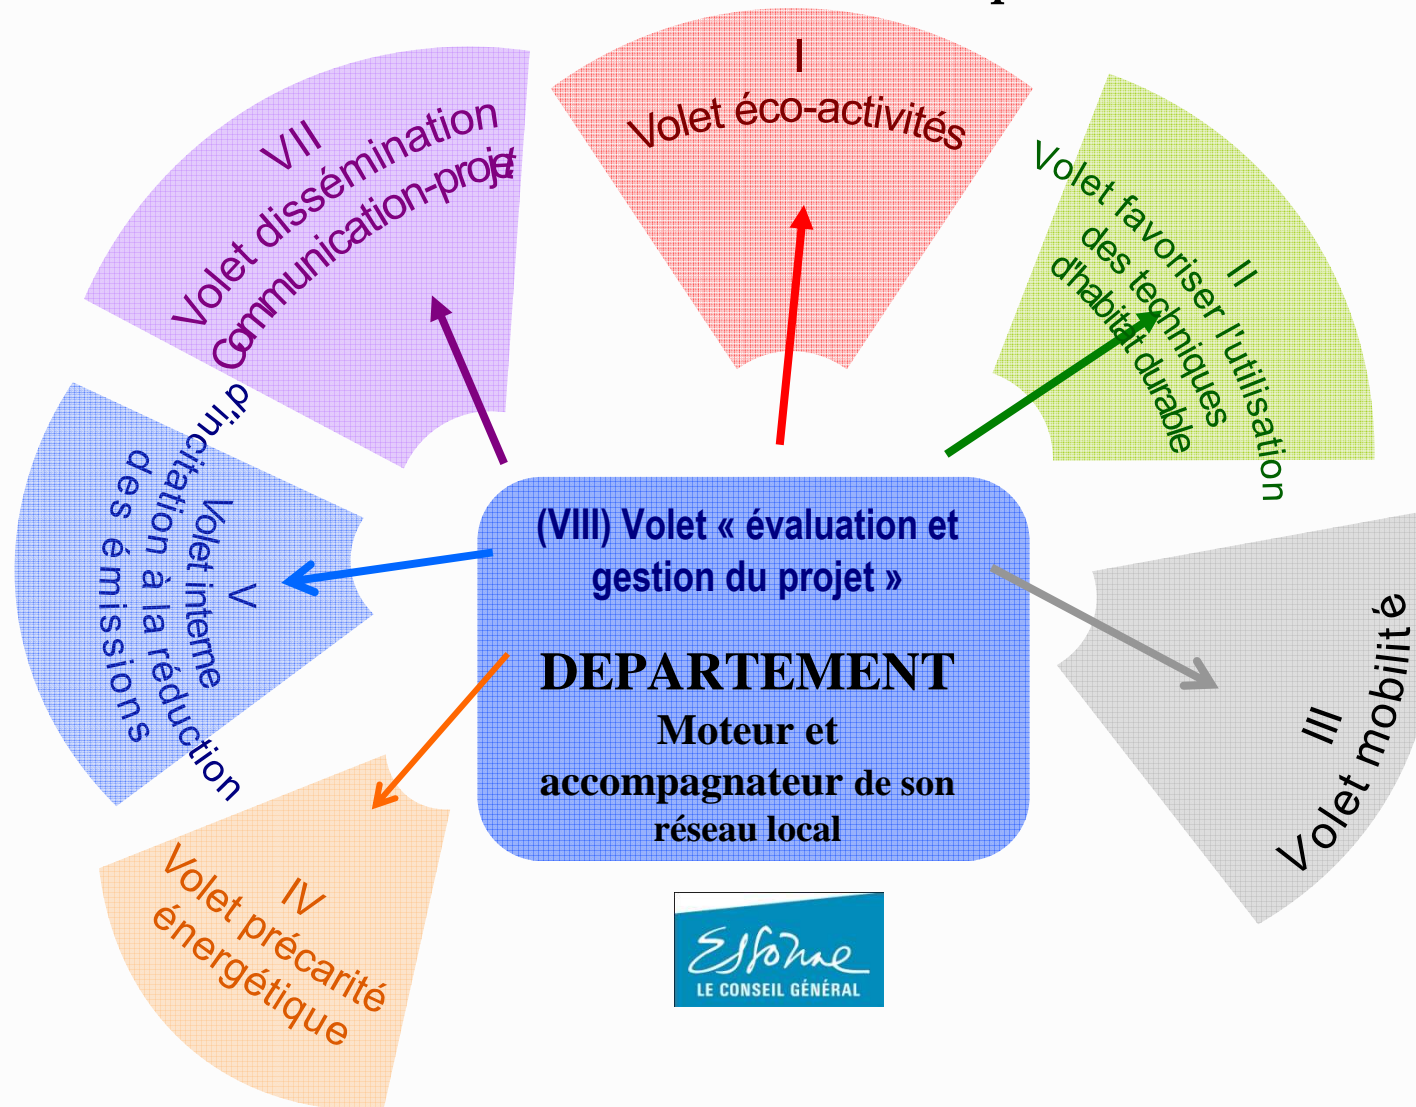 I
Volet éco-activités
II
Volet favoriser l'utilisation
des techniques
d'habitat durable
III
Volet mobilité
IV
Volet précarité
énergétique
V
Volet interne
d'incitation à la réduction
des émissions
VII
Volet dissémination
Communication-projet
(VIII) Volet « évaluation et
gestion du projet »
DEPARTEMENT
Moteur et
accompagnateur de son
réseau local
Essonne
LE CONSEIL GÉNÉRAL